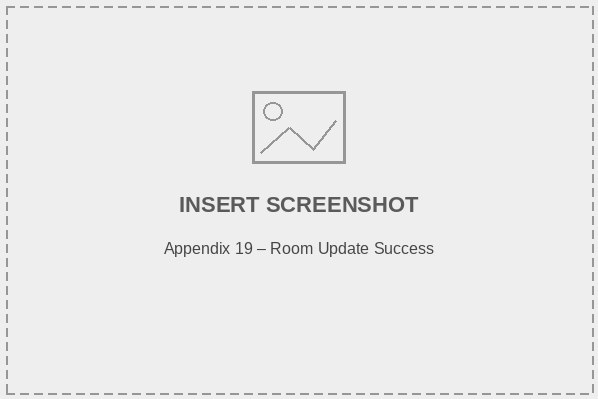 INSERT SCREENSHOT
Appendix 19 – Room Update Success